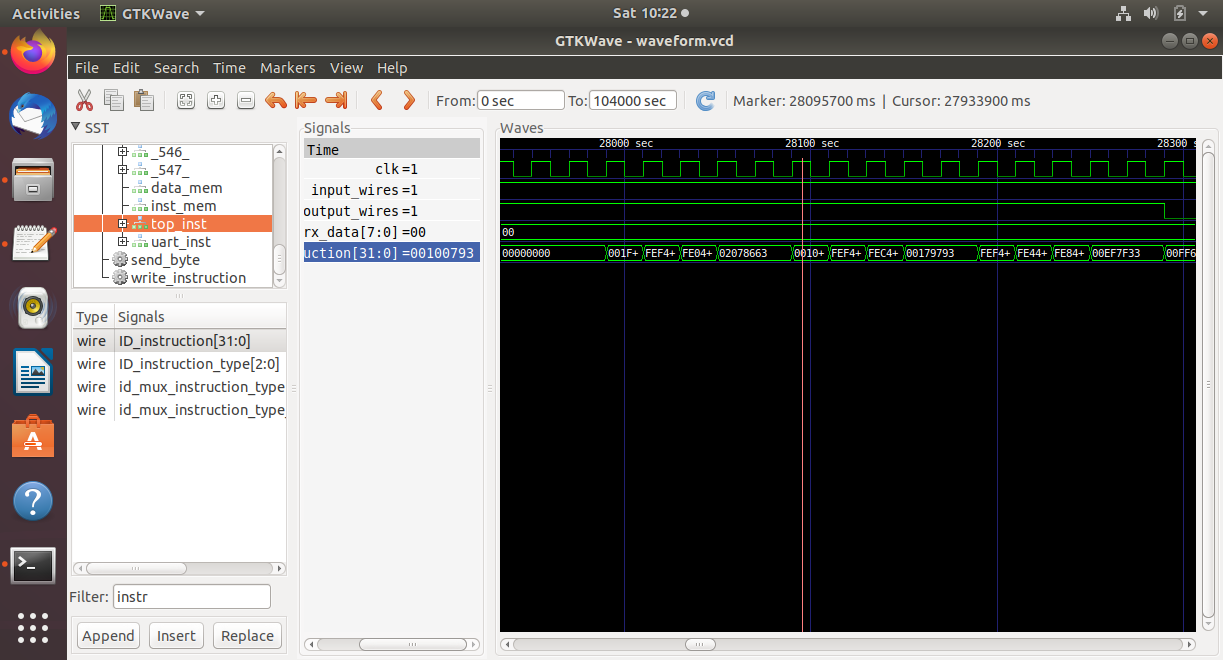 Activities GTKWave Sat 10:22
GTKWave - waveform.vcd
File Edit Search Time Markers View Help
From: 0 sec To: 104000 sec Marker: 28095700 ms | Cursor: 27933900 ms
SST
_546_
_547_
data_mem
inst_mem
top_inst
uart_inst
send_byte
write_instruction
Type Signals
wire ID_instruction[31:0]
wire ID_instruction_type[2:0]
wire id_mux_instruction_type
wire id_mux_instruction_type_
Filter: instr
Append Insert Replace
Signals
Time
clk=1
input_wires=1
output_wires=1
rx_data[7:0]=00
uction[31:0]=00100793
Waves
28000 sec 28100 sec 28200 sec 28300 s
00
00000000 001F+ FEF4+ FE04+ 02078663 0010+ FEF4+ FEC4+ 00179793 FEF4+ FE44+ FE84+ 00EF7F33 00FF6